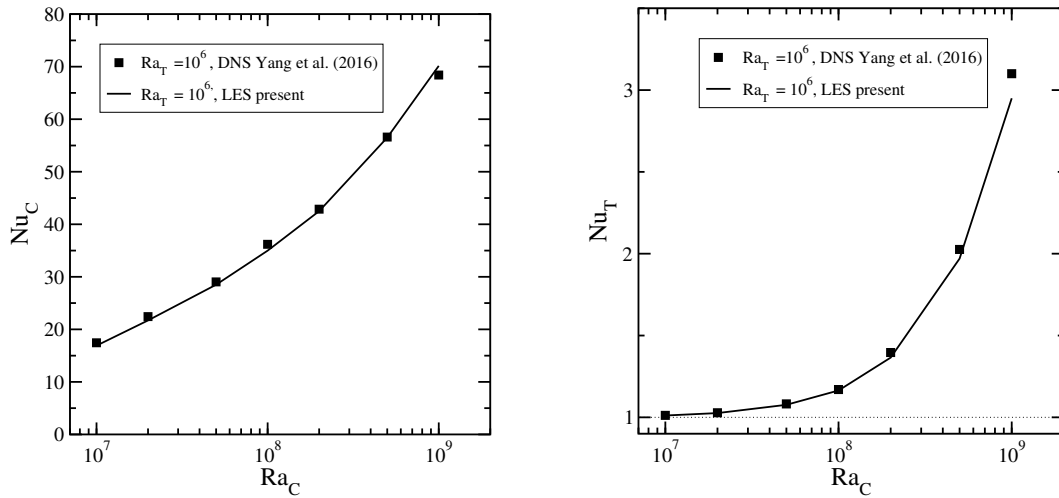 80
70
60
50
40
30
20
10
0
Nu_C
Ra_T =10^6, DNS Yang et al. (2016)
Ra_T = 10^6, LES present
10^7
10^8
10^9
Ra_C
3
2
1
Nu_T
Ra_T =10^6, DNS Yang et al. (2016)
Ra_T = 10^6, LES present
10^7
10^8
10^9
Ra_C